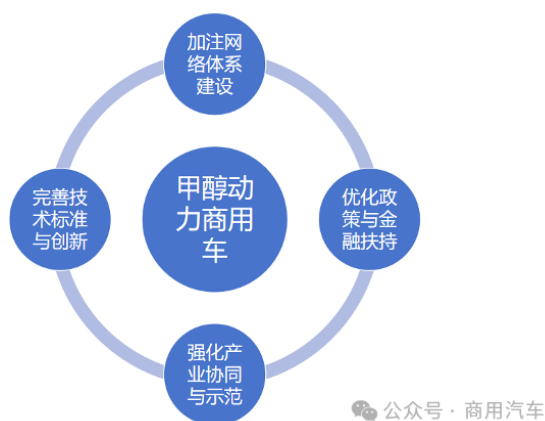 加注网
络体系
建设
完善技
术标准
与创新
甲醇动
力商用
车
优化政
策与金
融扶持
强化产
业协同
与示范
公众号 · 商用汽车